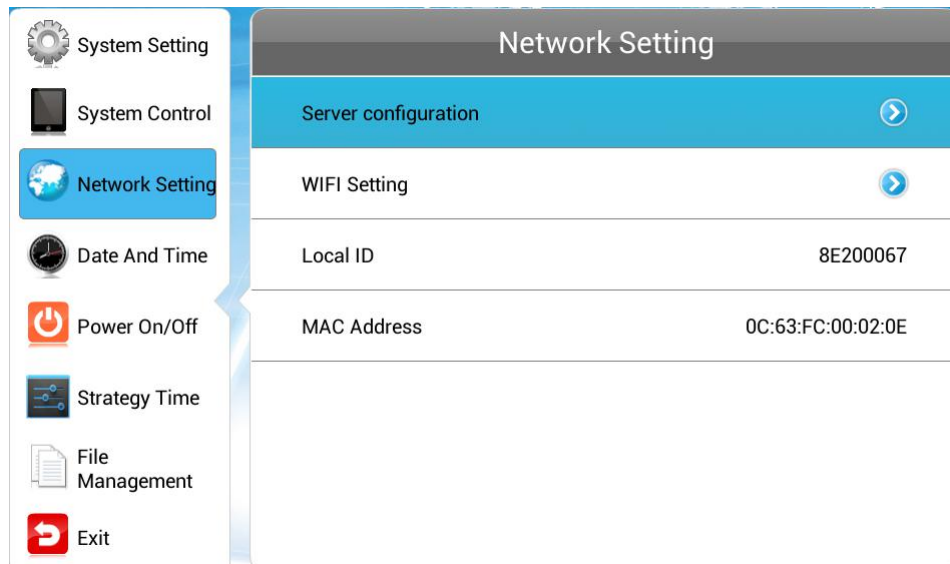 System Setting
System Control
Network Setting
Date And Time
Power On/Off
Strategy Time
File
Management
Exit
Network Setting
Server configuration
WIFI Setting
Local ID 8E200067
MAC Address 0C:63:FC:00:02:0E